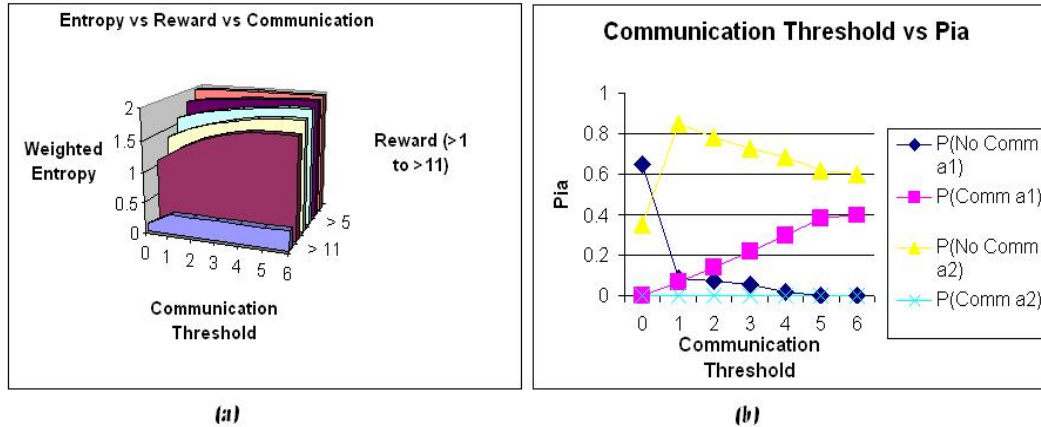 Entropy vs Reward vs Communication
2
1.5
1
0.5
0
Weighted
Entropy
Reward (>1
to >11)
> 5
> 11
0 1 2 3 4 5 6
Communication
Threshold
(a)
Communication Threshold vs Pia
1
0.8
0.6
0.4
0.2
0
Pia
0 1 2 3 4 5 6
Communication
Threshold
P(No Comm
a1)
P(Comm a1)
P(No Comm
a2)
P(Comm a2)
(b)